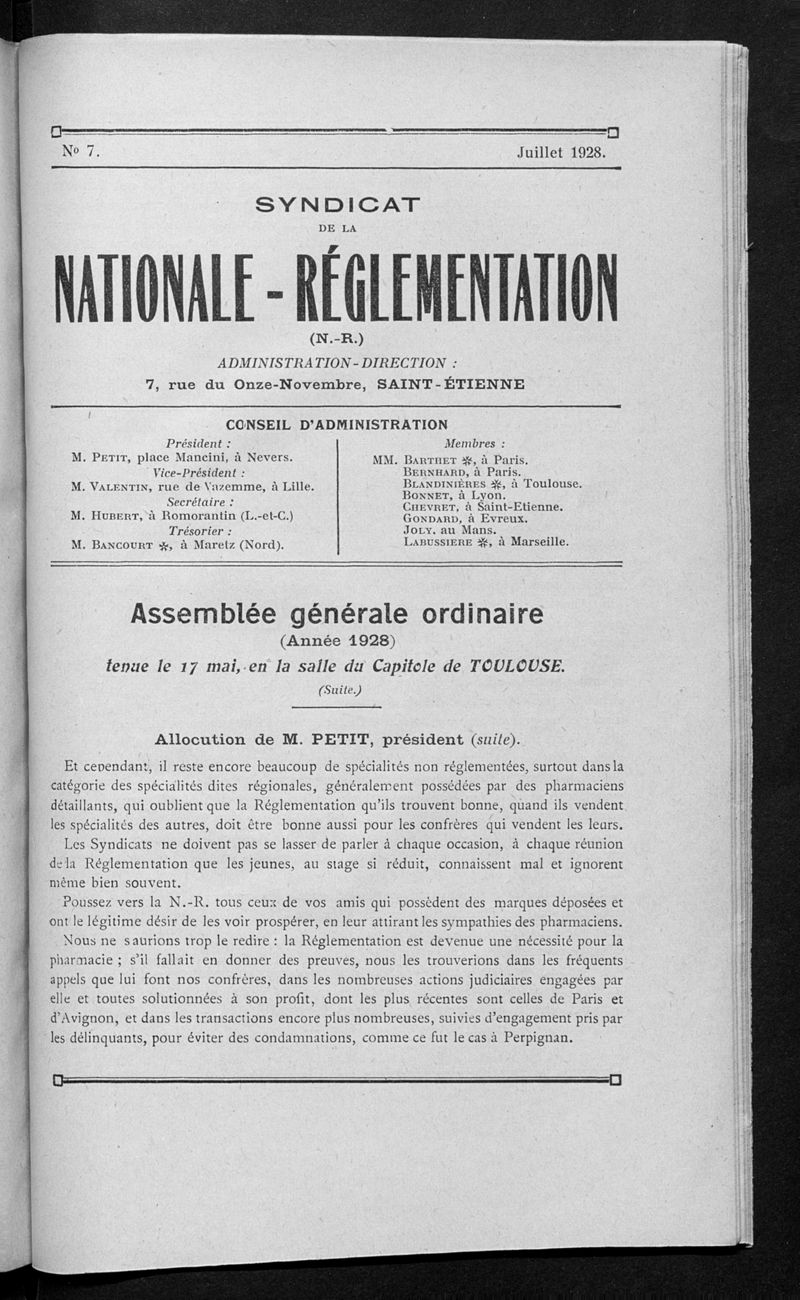 Nº 7.
Juillet 1928.
SYNDICAT
DE LA
NATIONALE - RÉGLEMENTATION
(N.-R.)
ADMINISTRATION-DIRECTION :
7, rue du Onze-Novembre, SAINT-ÉTIENNE
CONSEIL D'ADMINISTRATION
Président :
M. PETIT, place Mancini, à Nevers.
Vice-Président :
M. VALENTIN, rue de Vazemme, à Lille.
Secrétaire :
M. HUBERT, à Romorantin (L.-et-C.)
Trésorier :
M. BANCOURT ✻, à Maretz (Nord).
Membres :
MM. BARTHET ✻, à Paris.
BERNHARD, à Paris.
BLANDINIÈRES ✻, à Toulouse.
BONNET, à Lyon.
CHEVRET, à Saint-Etienne.
GONDARD, à Evreux.
JOLY, au Mans.
LABUSSIERE ✻, à Marseille.
Assemblée générale ordinaire
(Année 1928)
tenue le 17 mai, en la salle du Capitole de TOULOUSE.
(Suite.)
Allocution de M. PETIT, président (suite).
Et cependant, il reste encore beaucoup de spécialités non réglementées, surtout dans la
catégorie des spécialités dites régionales, généralement possédées par des pharmaciens
détaillants, qui oublient que la Réglementation qu'ils trouvent bonne, quand ils vendent
les spécialités des autres, doit être bonne aussi pour les confrères qui vendent les leurs.
Les Syndicats ne doivent pas se lasser de parler à chaque occasion, à chaque réunion
de la Réglementation que les jeunes, au stage si réduit, connaissent mal et ignorent
même bien souvent.
Poussez vers la N.-R. tous ceux de vos amis qui possèdent des marques déposées et
ont le légitime désir de les voir prospérer, en leur attirant les sympathies des pharmaciens.
Nous ne saurions trop le redire : la Réglementation est devenue une nécessité pour la
pharmacie ; s'il fallait en donner des preuves, nous les trouverions dans les fréquents
appels que lui font nos confrères, dans les nombreuses actions judiciaires engagées par
elle et toutes solutionnées à son profit, dont les plus récentes sont celles de Paris et
d'Avignon, et dans les transactions encore plus nombreuses, suivies d'engagement pris par
les délinquants, pour éviter des condamnations, comme ce fut le cas à Perpignan.